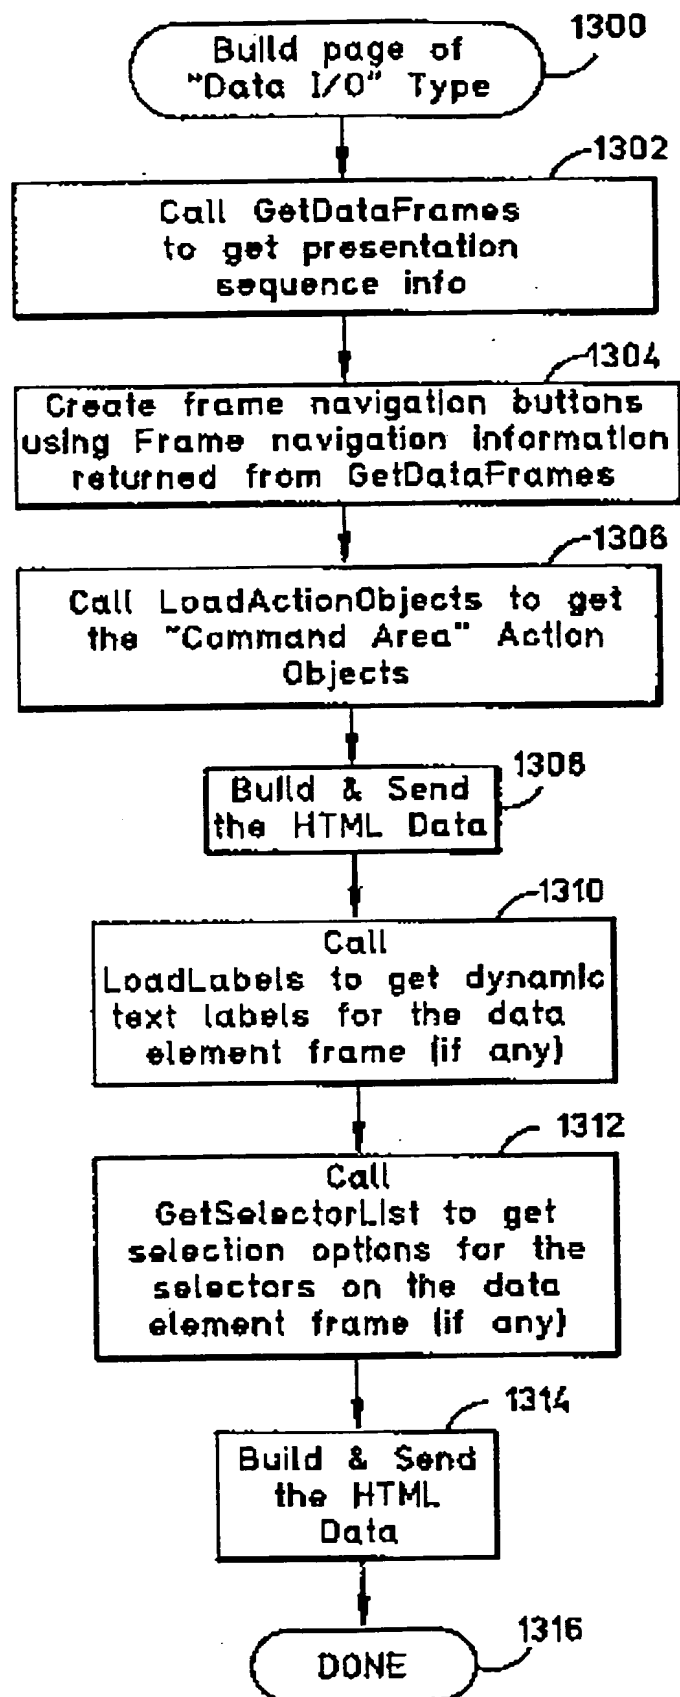 1300
Build page of
"Data I/O" Type
1302
Call GetDataFrames
to get presentation
sequence info
1304
Create frame navigation buttons
using Frame navigation information
returned from GetDataFrames
1306
Call LoadActionObjects to get
the "Command Area" Action
Objects
1308
Build & Send
the HTML Data
1310
Call
LoadLabels to get dynamic
text labels for the data
element frame (if any)
1312
Call
GetSelectorList to get
selection options for the
selectors on the data
element frame (if any)
1314
Build & Send
the HTML
Data
1316
DONE